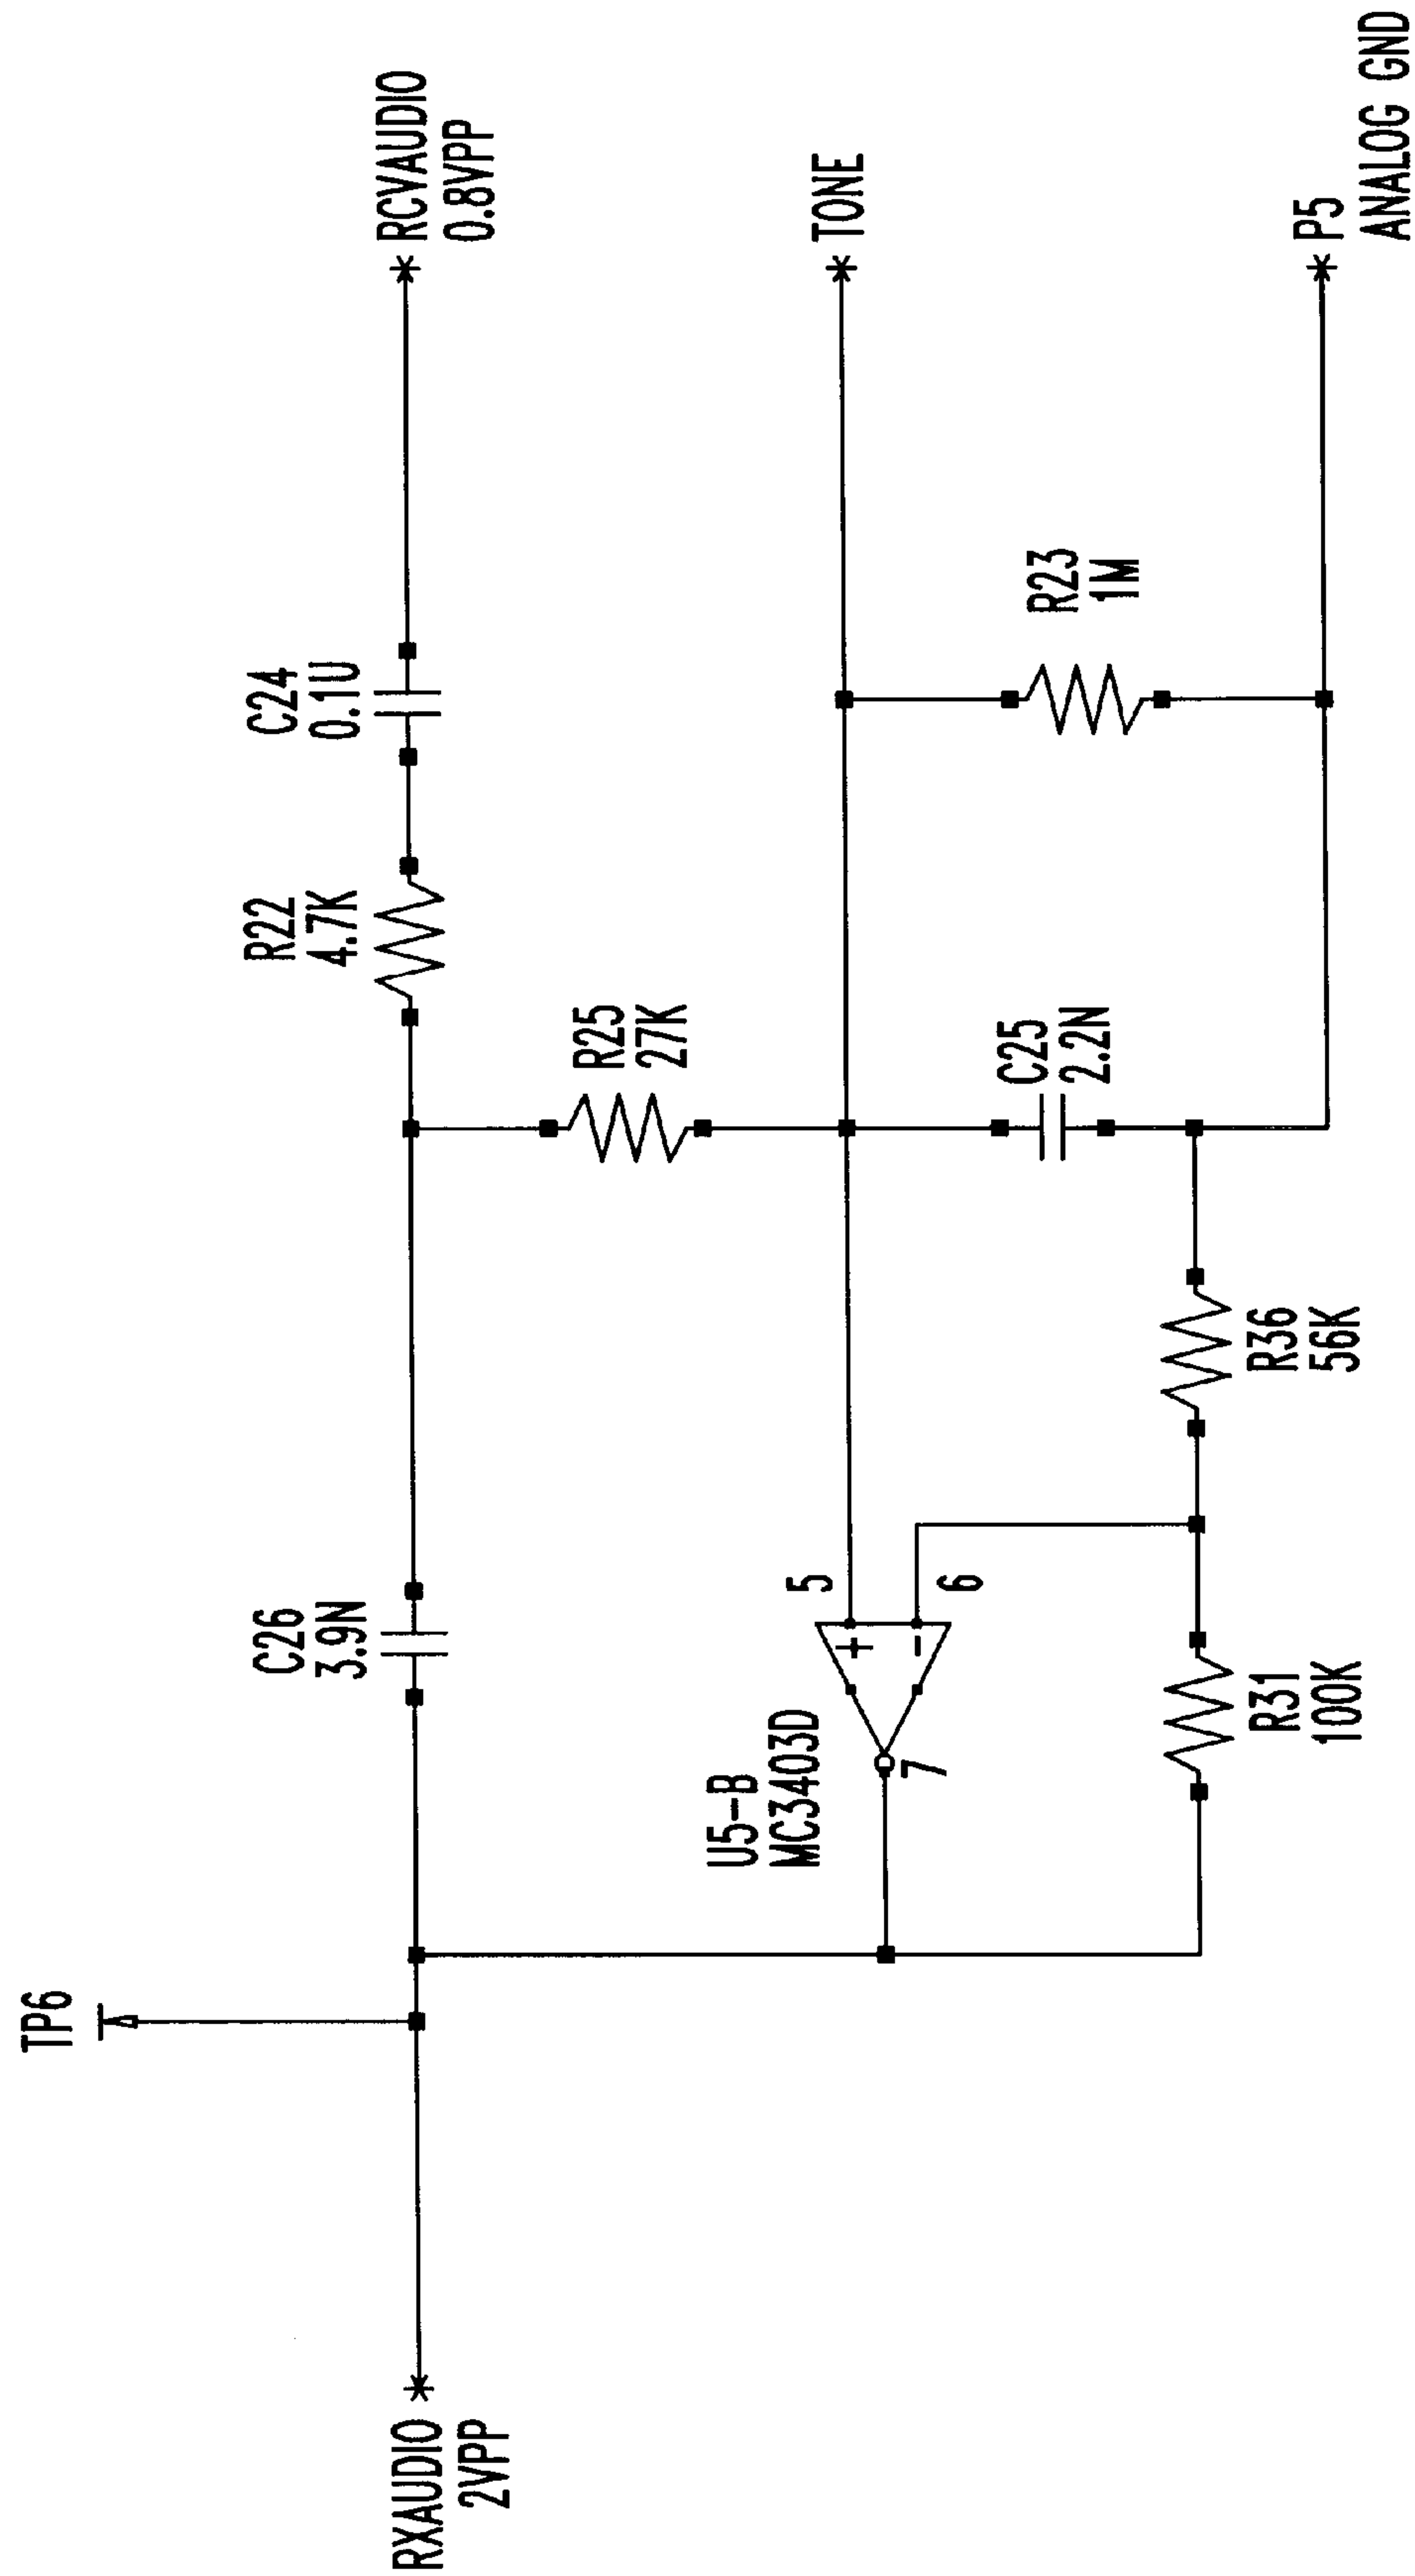 TP6
RXAUDIO
2VPP
C26
3.9N
R25
27K
R22
4.7K
C24
0.1U
RCVAUDIO
0.8VPP
U5-B
MC3403D
7
5
6
TONE
C25
2.2N
R23
1M
R31
100K
R36
56K
P5
ANALOG GND